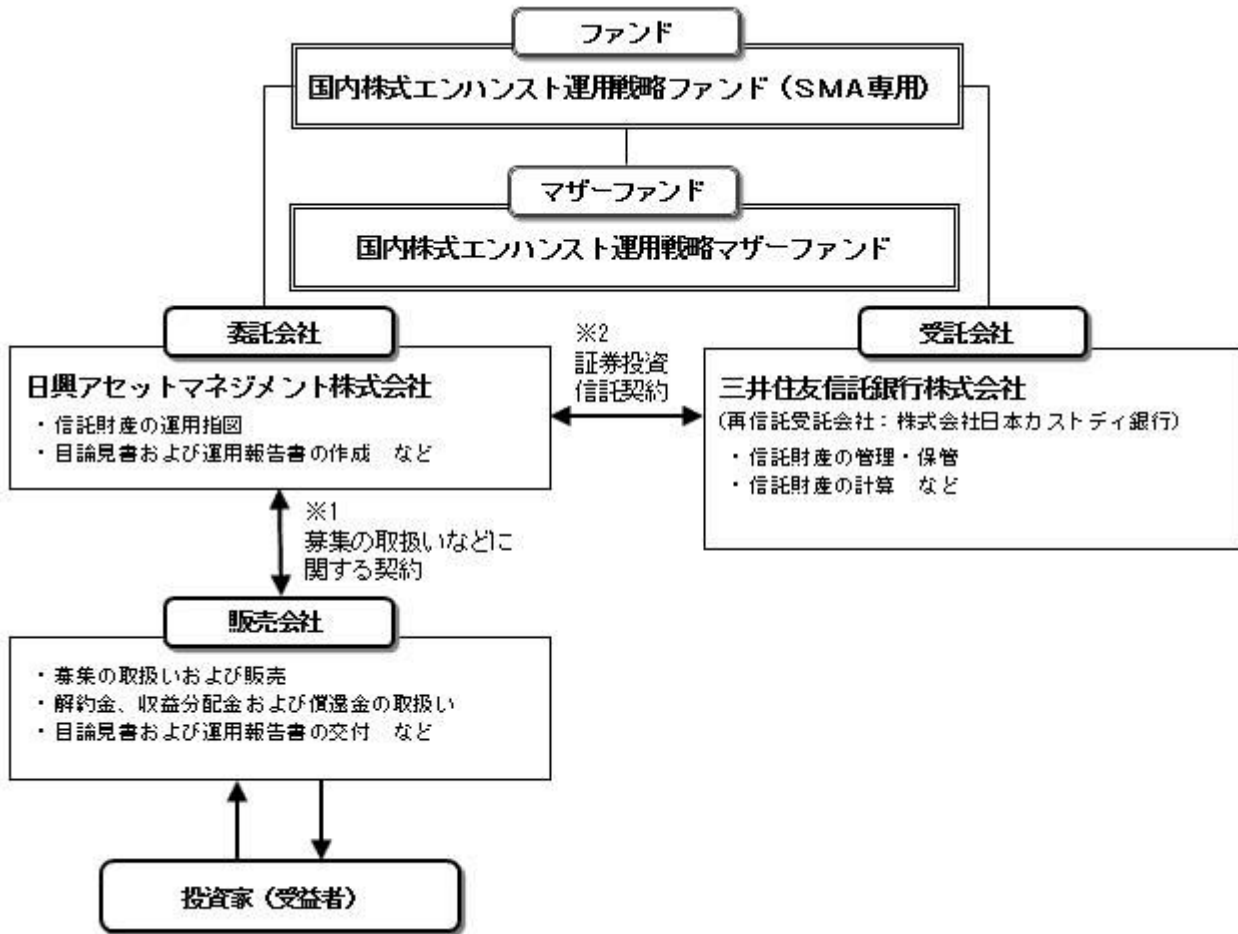 ファンド
国内株式エンハンスト運用戦略ファンド（ＳＭＡ専用）
マザーファンド
国内株式エンハンスト運用戦略マザーファンド
委託会社
日興アセットマネジメント株式会社
・信託財産の運用指図
・目論見書および運用報告書の作成　など
※2
証券投資
信託契約
受託会社
三井住友信託銀行株式会社
(再信託受託会社：株式会社日本カストディ銀行)
・信託財産の管理・保管
・信託財産の計算　など
※1
募集の取扱いなどに
関する契約
販売会社
・募集の取扱いおよび販売
・解約金、収益分配金および償還金の取扱い
・目論見書および運用報告書の交付　など
投資家（受益者）